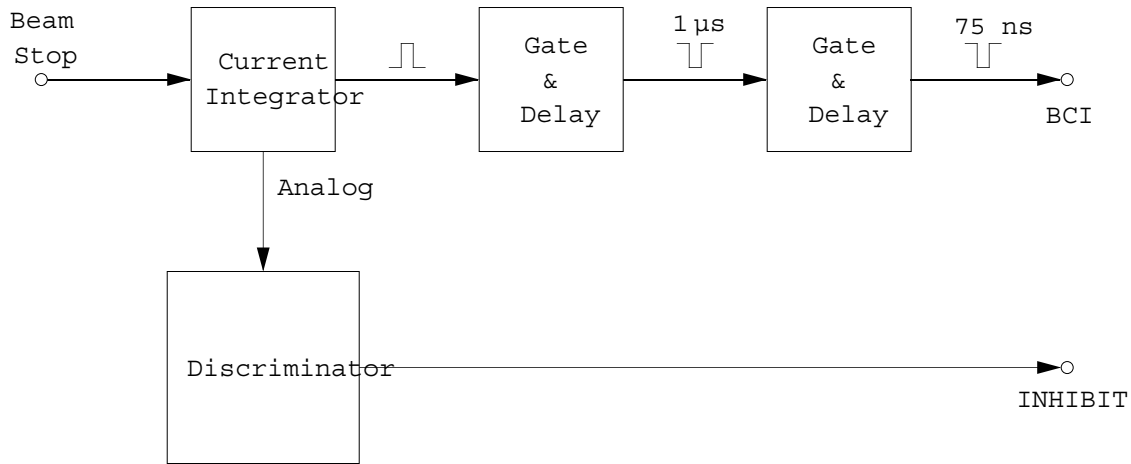 Beam
Stop
Current
Integrator
Gate
&
Delay
1 µs
Gate
&
Delay
75 ns
BCI
Analog
Discriminator
INHIBIT